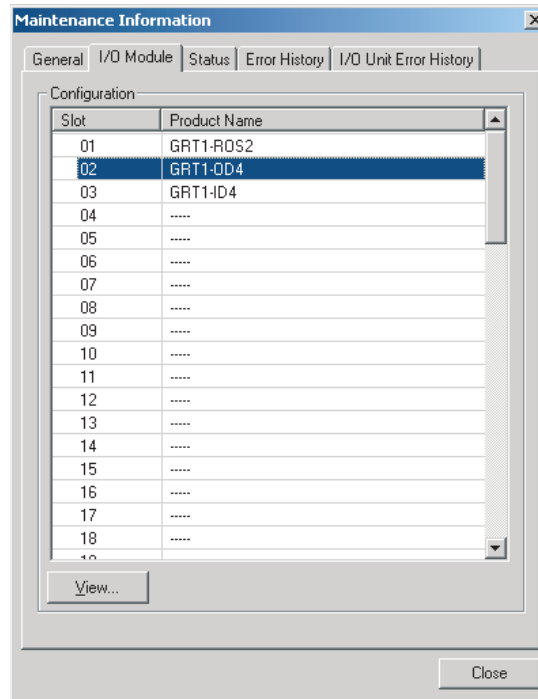 Maintenance Information
General I/O Module Status Error History I/O Unit Error History
Configuration
Slot Product Name
01 GRT1-ROS2
02 GRT1-OD4
03 GRT1-ID4
04 -----
05 -----
06 -----
07 -----
08 -----
09 -----
10 -----
11 -----
12 -----
13 -----
14 -----
15 -----
16 -----
17 -----
18 -----
View...
Close